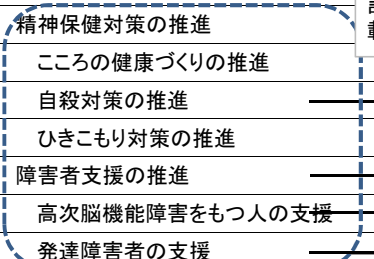 精神保健対策の推進
こころの健康づくりの推進
自殺対策の推進
ひきこもり対策の推進
障害者支援の推進
高次脳機能障害をもつ人の支援
発達障害者の支援